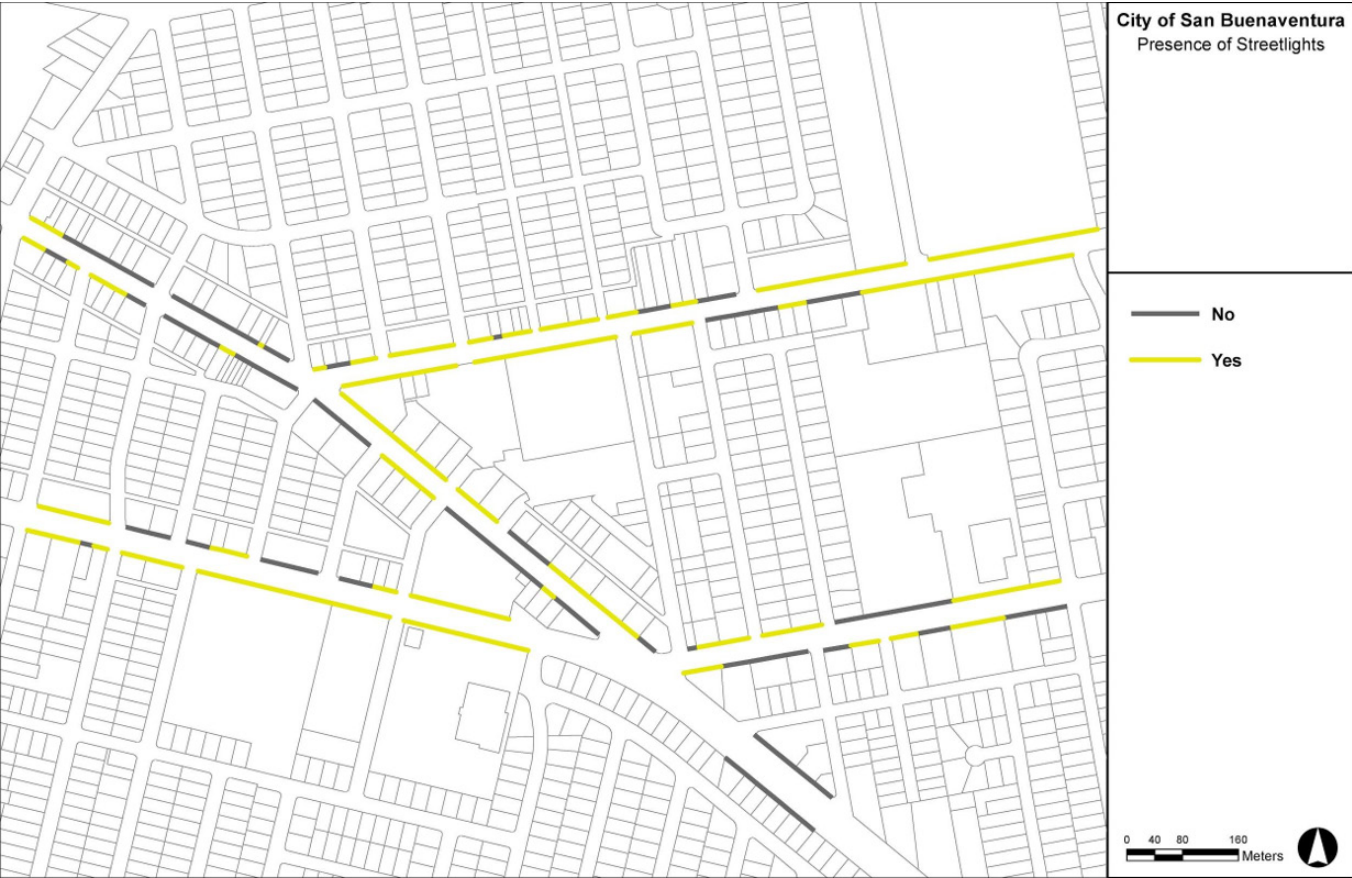 City of San Buenaventura
Presence of Streetlights
No
Yes
0 40 80 160
Meters